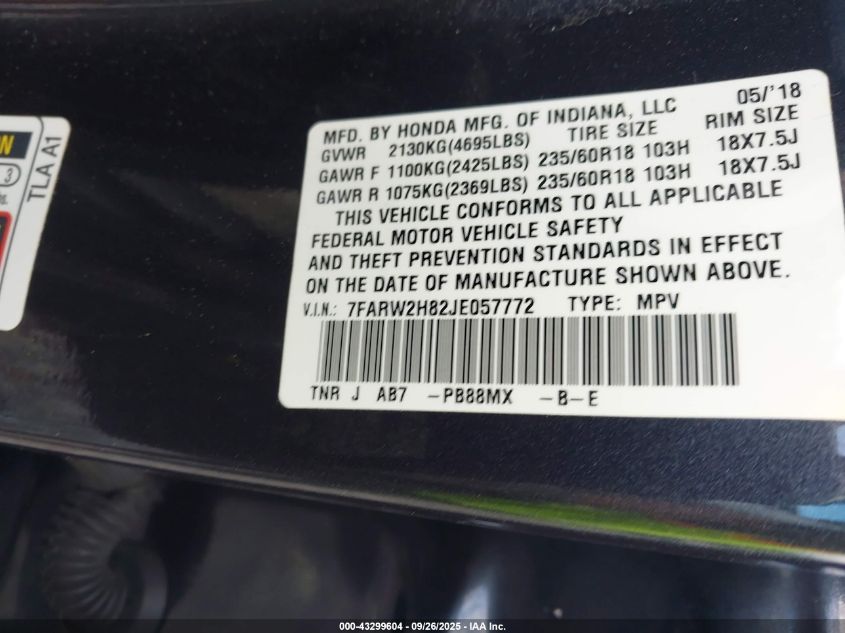 ON
3
TLA A1
MFD. BY HONDA MFG. OF INDIANA, LLC 05/'18
GVWR 2130KG(4695LBS) TIRE SIZE RIM SIZE
GAWR F 1100KG(2425LBS) 235/60R18 103H 18X7.5J
GAWR R 1075KG(2369LBS) 235/60R18 103H 18X7.5J
THIS VEHICLE CONFORMS TO ALL APPLICABLE
FEDERAL MOTOR VEHICLE SAFETY
AND THEFT PREVENTION STANDARDS IN EFFECT
ON THE DATE OF MANUFACTURE SHOWN ABOVE.
V.I.N.: 7FARW2H82JE057772 TYPE: MPV
TNR J AB7 -PB88MX -B-E
000-43299604 - 09/26/2025 - IAA Inc.